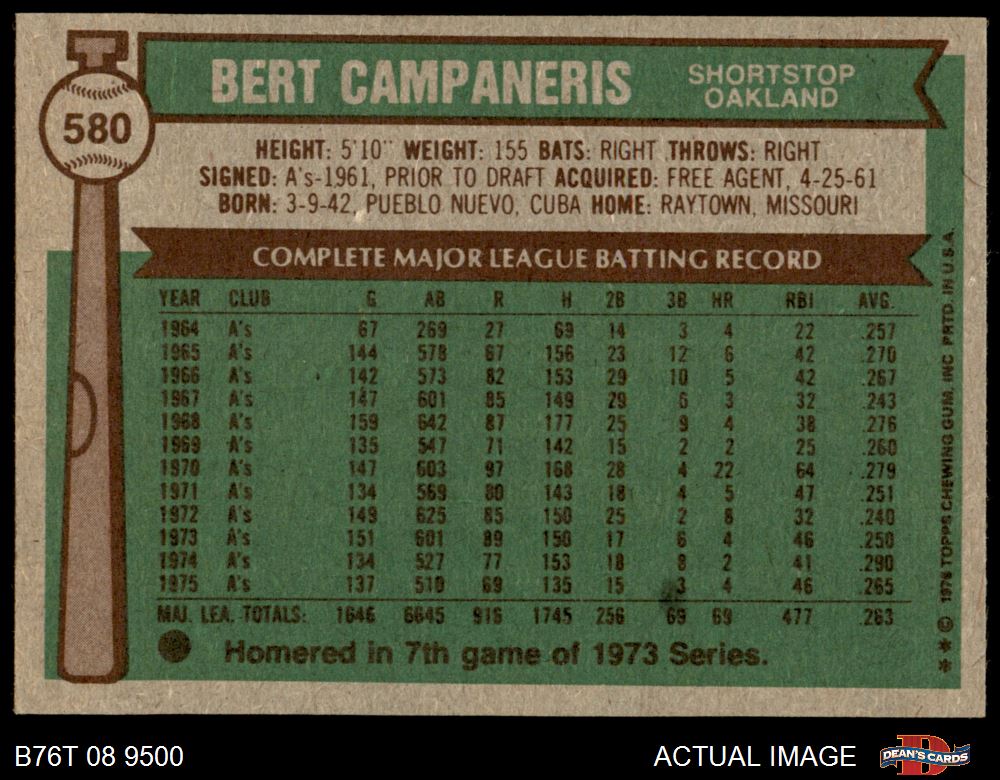 BERT CAMPANERIS
SHORTSTOP
OAKLAND
580
HEIGHT: 5'10" WEIGHT: 155 BATS: RIGHT THROWS: RIGHT
SIGNED: A's-1961, PRIOR TO DRAFT ACQUIRED: FREE AGENT, 4-25-61
BORN: 3-9-42, PUEBLO NUEVO, CUBA HOME: RAYTOWN, MISSOURI
COMPLETE MAJOR LEAGUE BATTING RECORD
YEAR CLUB G AB R H 2B 3B HR RBI AVG.
1964 A's 67 269 27 69 14 3 4 22 .257
1965 A's 144 578 67 156 23 12 6 42 .270
1966 A's 142 573 82 153 29 10 5 42 .267
1967 A's 147 601 85 149 29 6 3 32 .243
1968 A's 159 642 87 177 25 9 4 38 .276
1969 A's 135 547 71 142 15 2 2 25 .260
1970 A's 147 603 97 168 28 4 22 64 .279
1971 A's 134 569 80 143 18 4 5 47 .251
1972 A's 149 625 85 150 25 2 8 32 .240
1973 A's 151 601 89 150 17 6 4 46 .250
1974 A's 134 527 77 153 18 8 2 41 .290
1975 A's 137 510 69 135 15 3 4 46 .265
MAJ. LEA. TOTALS: 1646 6645 916 1745 256 69 69 477 .263
Homered in 7th game of 1973 Series.
** © 1976 TOPPS CHEWING GUM, INC. PRTD. IN U.S.A.
B76T 08 9500
ACTUAL IMAGE
DEAN'S CARDS